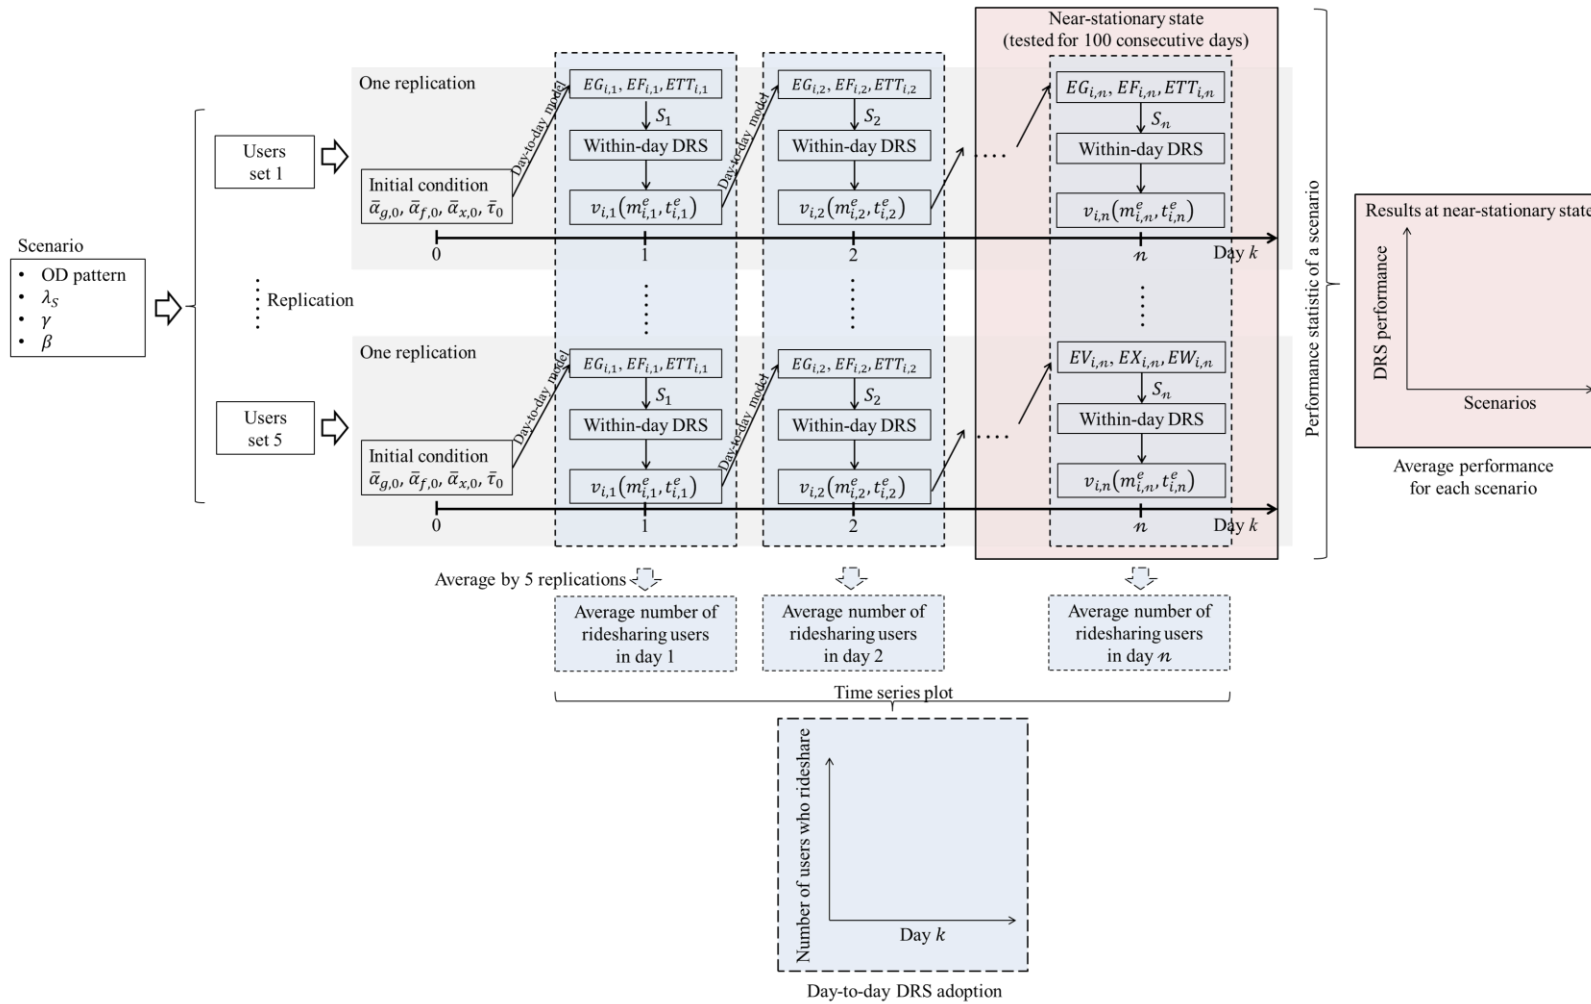 Near-stationary state
(tested for 100 consecutive days)
Scenario
• OD pattern
• λ_S
• γ
• β
Users
set 1
Replication
Users
set 5
One replication
Initial condition
ᾱ_{g,0}, ᾱ_{f,0}, ᾱ_{x,0}, τ̄_0
Day-to-day model
EG_{i,1}, EF_{i,1}, ETT_{i,1}
S_1
Within-day DRS
v_{i,1}(m^e_{i,1}, t^e_{i,1})
Day-to-day model
EG_{i,2}, EF_{i,2}, ETT_{i,2}
S_2
Within-day DRS
v_{i,2}(m^e_{i,2}, t^e_{i,2})
....
EG_{i,n}, EF_{i,n}, ETT_{i,n}
S_n
Within-day DRS
v_{i,n}(m^e_{i,n}, t^e_{i,n})
0 1 2 n Day k
One replication
Initial condition
ᾱ_{g,0}, ᾱ_{f,0}, ᾱ_{x,0}, τ̄_0
Day-to-day model
EG_{i,1}, EF_{i,1}, ETT_{i,1}
S_1
Within-day DRS
v_{i,1}(m^e_{i,1}, t^e_{i,1})
Day-to-day model
EG_{i,2}, EF_{i,2}, ETT_{i,2}
S_2
Within-day DRS
v_{i,2}(m^e_{i,2}, t^e_{i,2})
....
EV_{i,n}, EX_{i,n}, EW_{i,n}
S_n
Within-day DRS
v_{i,n}(m^e_{i,n}, t^e_{i,n})
0 1 2 n Day k
Performance statistic of a scenario
Results at near-stationary state
DRS performance
Scenarios
Average performance
for each scenario
Average by 5 replications
Average number of
ridesharing users
in day 1
Average number of
ridesharing users
in day 2
Average number of
ridesharing users
in day n
Time series plot
Number of users who rideshare
Day k
Day-to-day DRS adoption